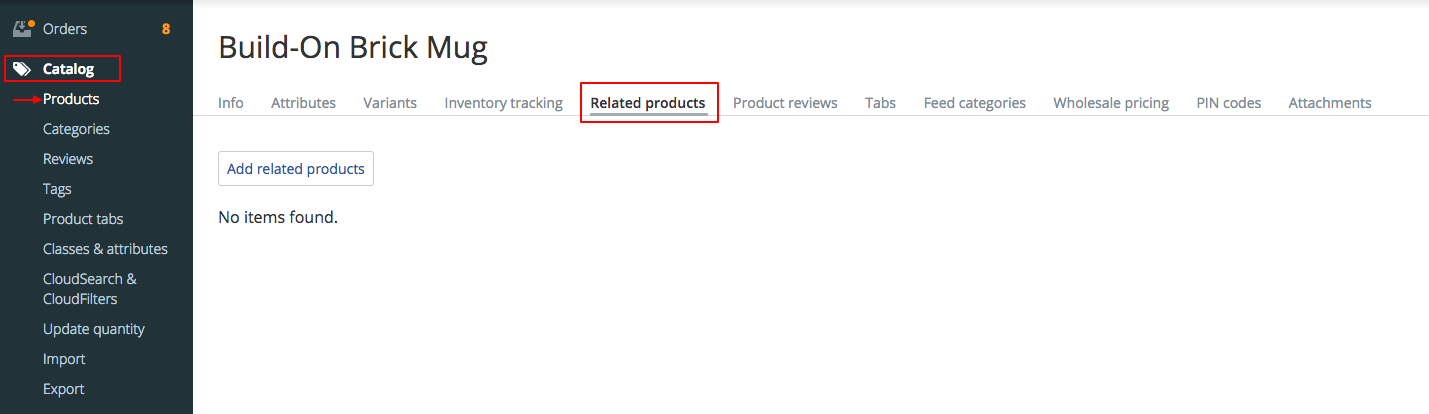 Orders 8
Catalog
Products
Categories
Reviews
Tags
Product tabs
Classes & attributes
CloudSearch &
CloudFilters
Update quantity
Import
Export
Build-On Brick Mug
Info Attributes Variants Inventory tracking Related products Product reviews Tabs Feed categories Wholesale pricing PIN codes Attachments
Add related products
No items found.